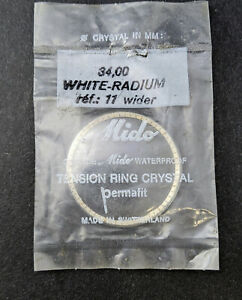 Ø CRYSTAL IN MM:
34,00
WHITE-RADIUM
réf.: 11 wider
Mido
Mido WATERPROOF
TENSION RING CRYSTAL
permafit
MADE IN SWITZERLAND